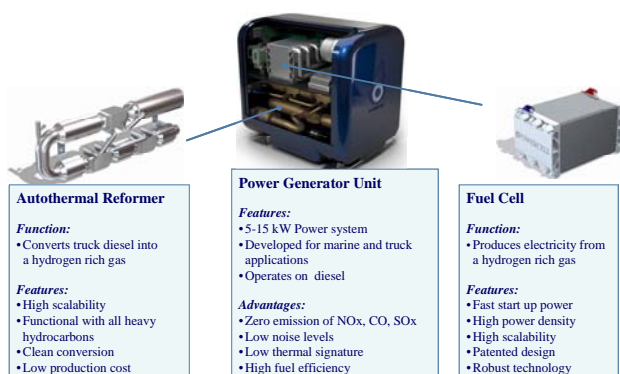 POWERCELL
Autothermal Reformer
Function:
•Converts truck diesel into
a hydrogen rich gas
Features:
•High scalability
•Functional with all heavy
hydrocarbons
•Clean conversion
•Low production cost
Power Generator Unit
Features:
•5-15 kW Power system
•Developed for marine and truck
applications
•Operates on diesel
Advantages:
•Zero emission of NOx, CO, SOx
•Low noise levels
•Low thermal signature
•High fuel efficiency
Fuel Cell
Function:
•Produces electricity from
a hydrogen rich gas
Features:
•Fast start up power
•High power density
•High scalability
•Patented design
•Robust technology